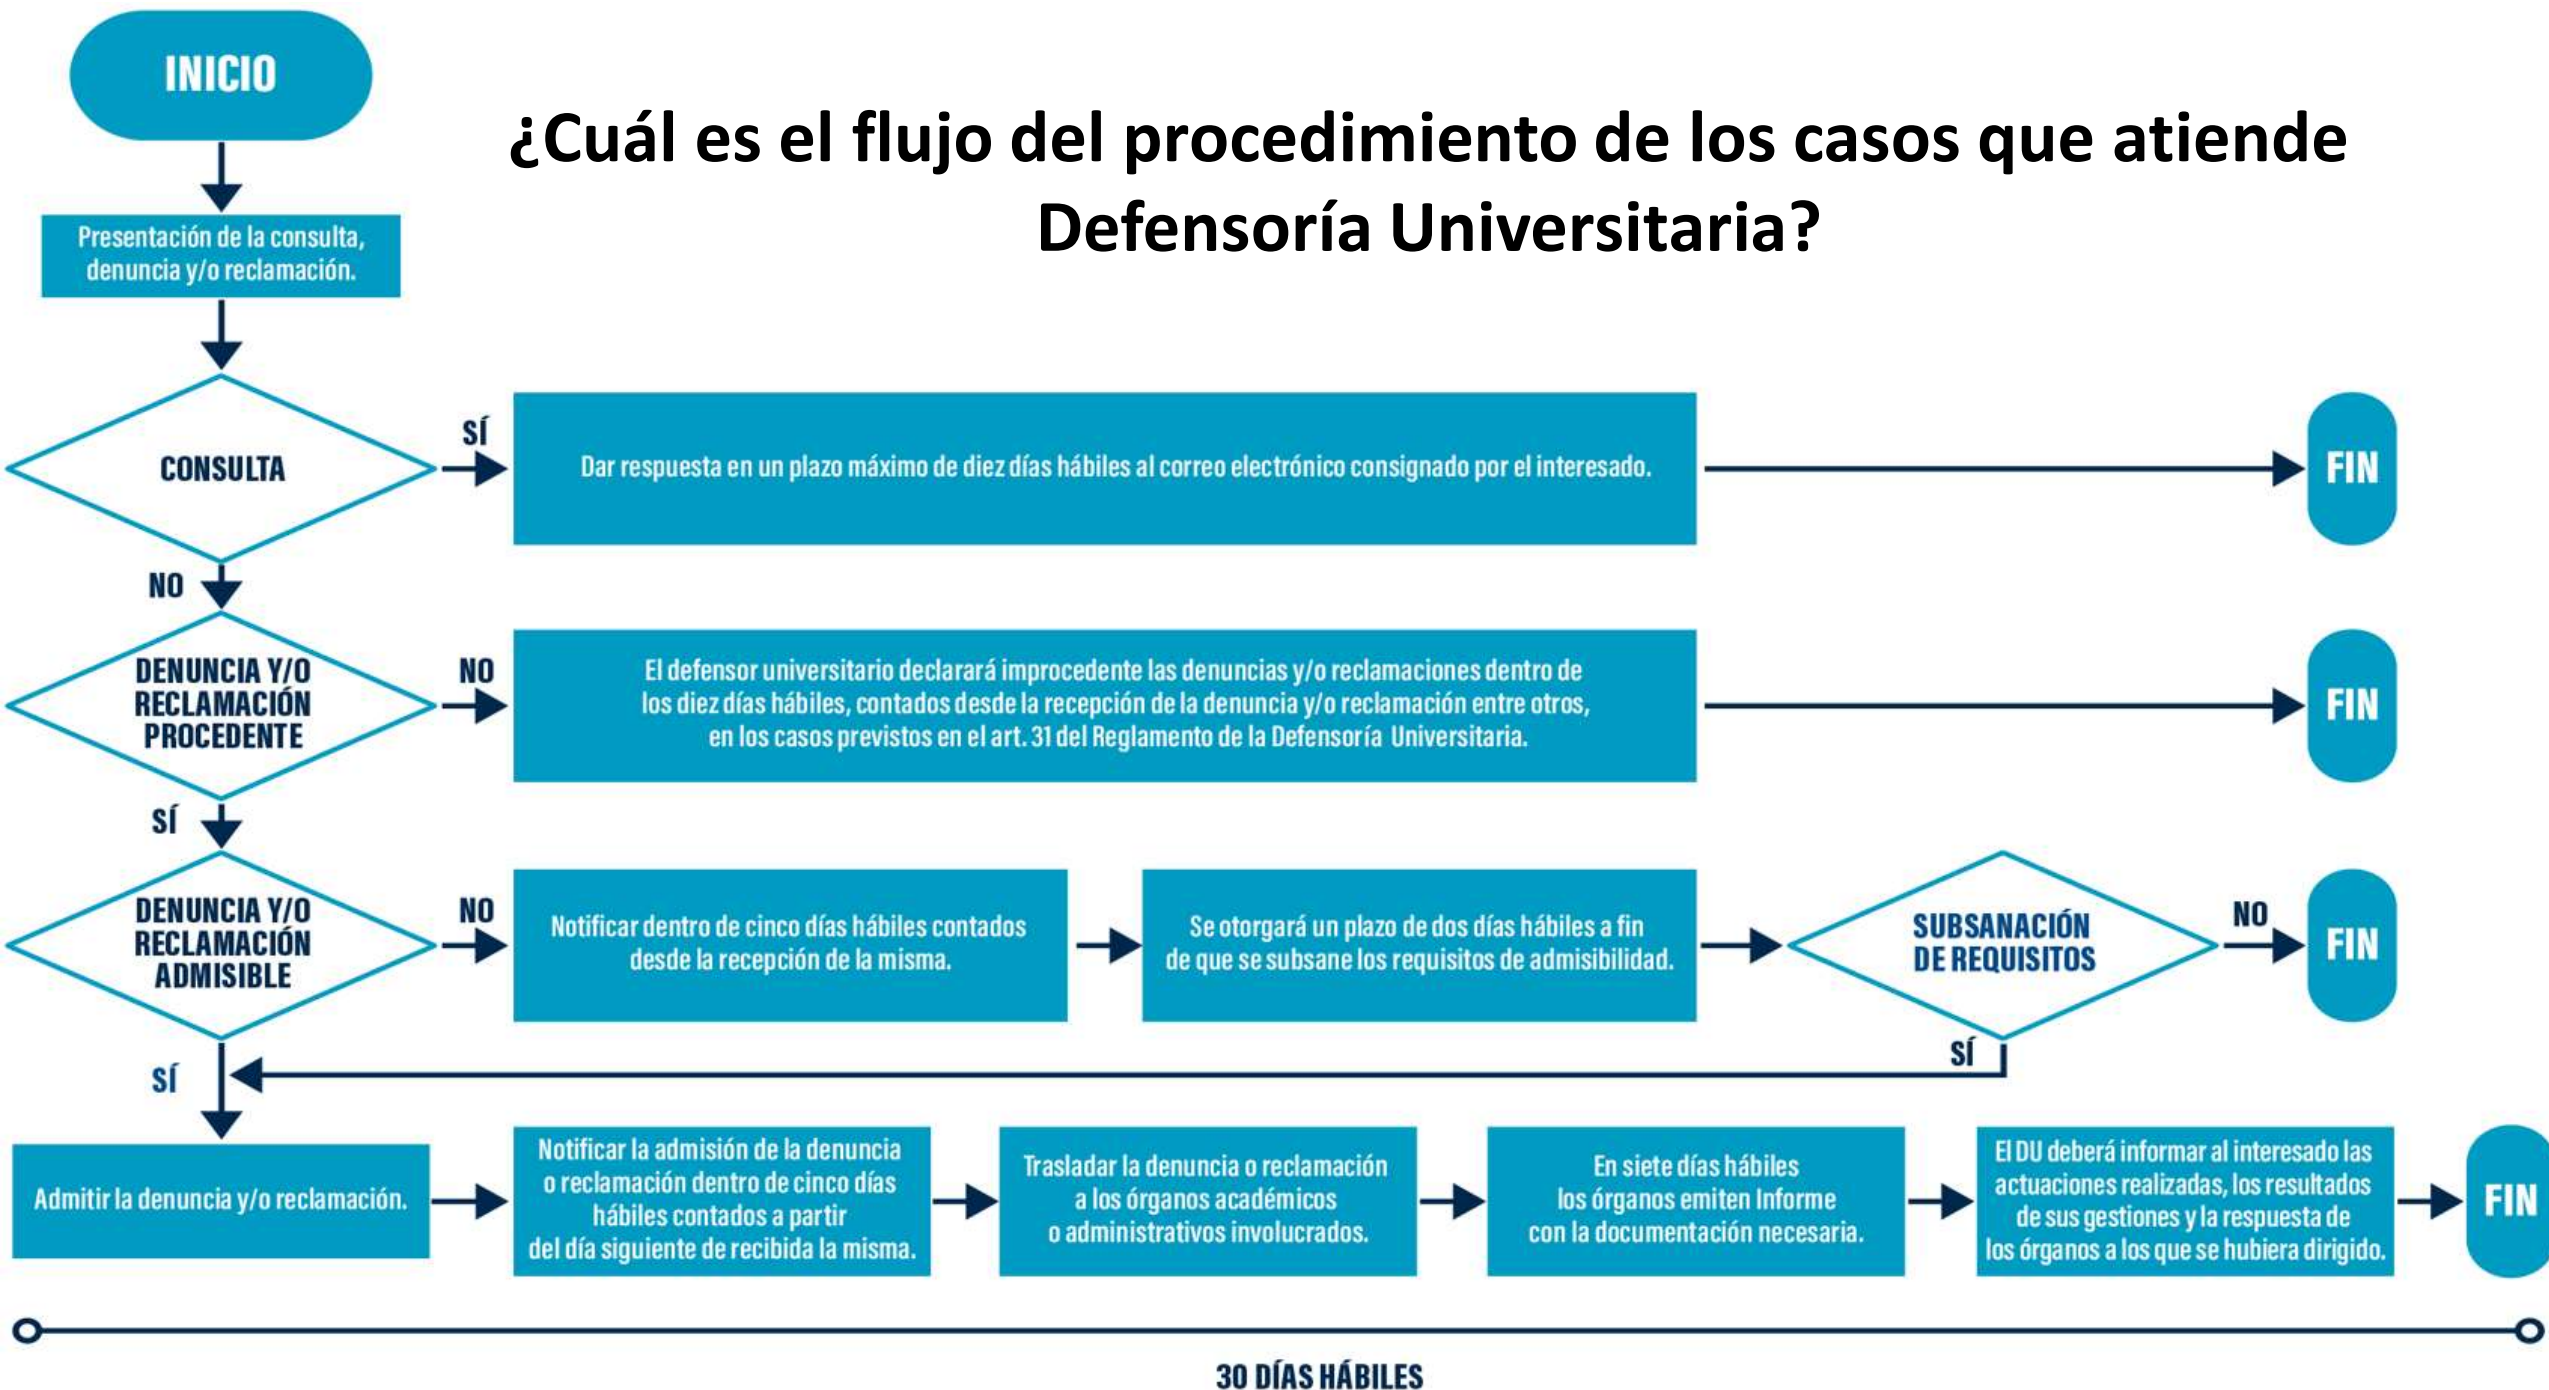 INICIO
¿Cuál es el flujo del procedimiento de los casos que atiende
Defensoría Universitaria?
Presentación de la consulta,
denuncia y/o reclamación.
CONSULTA
SÍ
Dar respuesta en un plazo máximo de diez días hábiles al correo electrónico consignado por el interesado.
FIN
NO
DENUNCIA Y/O
RECLAMACIÓN
PROCEDENTE
NO
El defensor universitario declarará improcedente las denuncias y/o reclamaciones dentro de
los diez días hábiles, contados desde la recepción de la denuncia y/o reclamación entre otros,
en los casos previstos en el art. 31 del Reglamento de la Defensoría Universitaria.
FIN
SÍ
DENUNCIA Y/O
RECLAMACIÓN
ADMISIBLE
NO
Notificar dentro de cinco días hábiles contados
desde la recepción de la misma.
Se otorgará un plazo de dos días hábiles a fin
de que se subsane los requisitos de admisibilidad.
SUBSANACIÓN
DE REQUISITOS
NO
FIN
SÍ
SÍ
Admitir la denuncia y/o reclamación.
Notificar la admisión de la denuncia
o reclamación dentro de cinco días
hábiles contados a partir
del día siguiente de recibida la misma.
Trasladar la denuncia o reclamación
a los órganos académicos
o administrativos involucrados.
En siete días hábiles
los órganos emiten Informe
con la documentación necesaria.
El DU deberá informar al interesado las
actuaciones realizadas, los resultados
de sus gestiones y la respuesta de
los órganos a los que se hubiera dirigido.
FIN
30 DÍAS HÁBILES